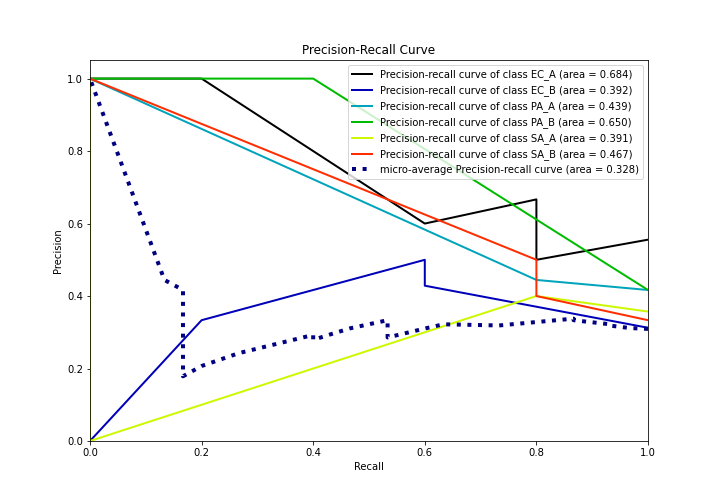 Precision-Recall Curve
Precision-recall curve of class EC_A (area = 0.684)
Precision-recall curve of class EC_B (area = 0.392)
Precision-recall curve of class PA_A (area = 0.439)
Precision-recall curve of class PA_B (area = 0.650)
Precision-recall curve of class SA_A (area = 0.391)
Precision-recall curve of class SA_B (area = 0.467)
micro-average Precision-recall curve (area = 0.328)
Precision
1.0
0.8
0.6
0.4
0.2
0.0
0.0 0.2 0.4 0.6 0.8 1.0
Recall